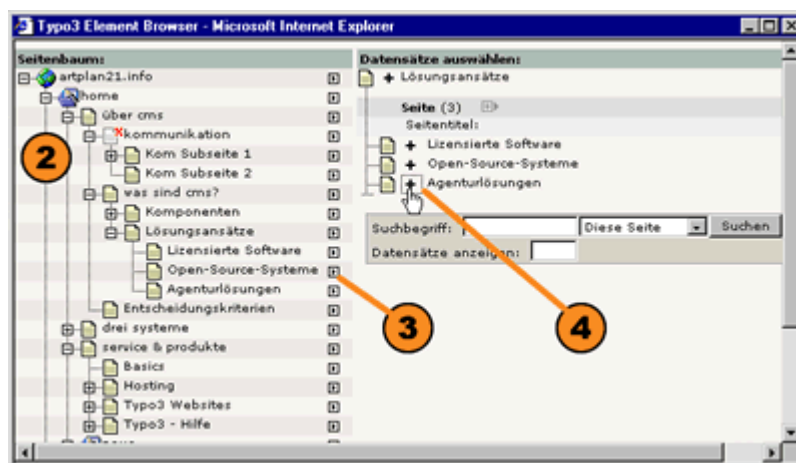 Typo3 Element Browser - Microsoft Internet Explorer
Seitenbaum:
artplan21.info
home
über cms
kommunikation
Kom Subseite 1
Kom Subseite 2
was sind cms?
Komponenten
Lösungsansätze
Lizensierte Software
Open-Source-Systeme
Agenturlösungen
Entscheidungskriterien
drei systeme
service & produkte
Basics
Hosting
Typo3 Websites
Typo3 - Hilfe
2
3
Datensätze auswählen:
Lösungsansätze
Seite (3)
Seitentitel:
Lizensierte Software
Open-Source-Systeme
Agenturlösungen
Suchbegriff: Diese Seite Suchen
Datensätze anzeigen:
4